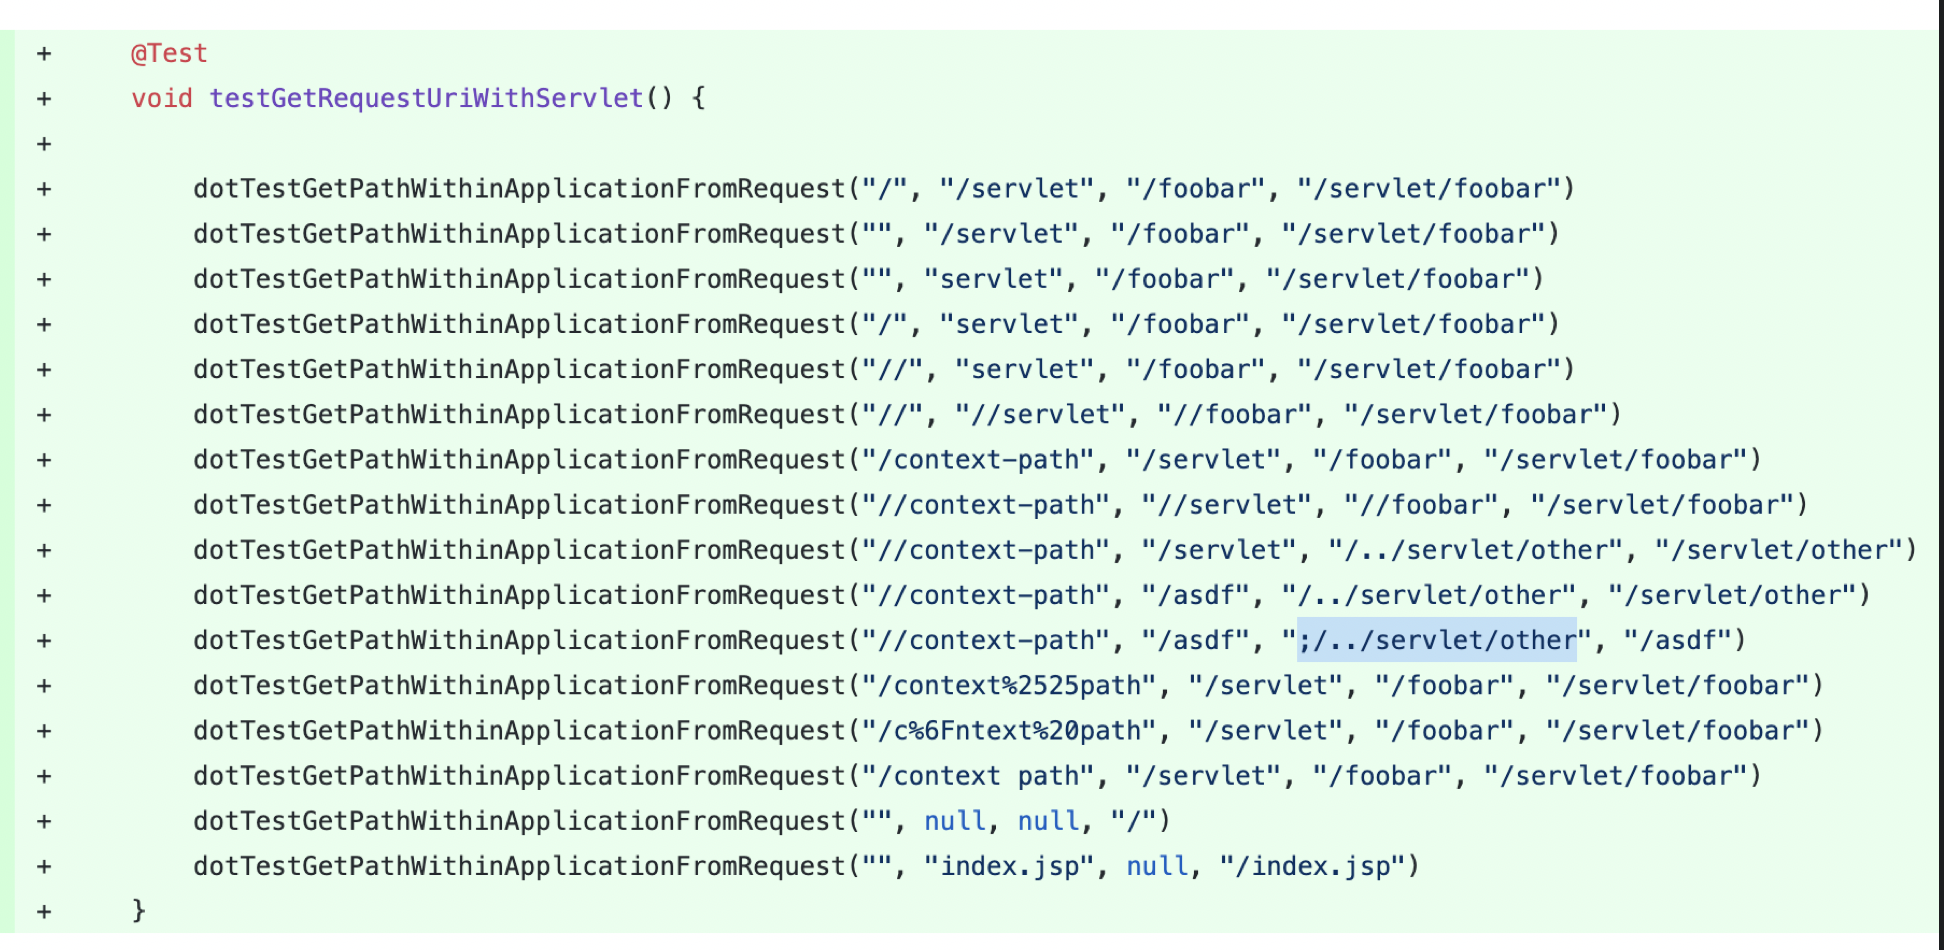 +     @Test
+     void testGetRequestUriWithServlet() {
+
+         dotTestGetPathWithinApplicationFromRequest("/", "/servlet", "/foobar", "/servlet/foobar")
+         dotTestGetPathWithinApplicationFromRequest("", "/servlet", "/foobar", "/servlet/foobar")
+         dotTestGetPathWithinApplicationFromRequest("", "servlet", "/foobar", "/servlet/foobar")
+         dotTestGetPathWithinApplicationFromRequest("/", "servlet", "/foobar", "/servlet/foobar")
+         dotTestGetPathWithinApplicationFromRequest("//", "servlet", "/foobar", "/servlet/foobar")
+         dotTestGetPathWithinApplicationFromRequest("//", "//servlet", "//foobar", "/servlet/foobar")
+         dotTestGetPathWithinApplicationFromRequest("/context-path", "/servlet", "/foobar", "/servlet/foobar")
+         dotTestGetPathWithinApplicationFromRequest("//context-path", "//servlet", "//foobar", "/servlet/foobar")
+         dotTestGetPathWithinApplicationFromRequest("//context-path", "/servlet", "/../servlet/other", "/servlet/other")
+         dotTestGetPathWithinApplicationFromRequest("//context-path", "/asdf", "/../servlet/other", "/servlet/other")
+         dotTestGetPathWithinApplicationFromRequest("//context-path", "/asdf", ";/../servlet/other", "/asdf")
+         dotTestGetPathWithinApplicationFromRequest("/context%2525path", "/servlet", "/foobar", "/servlet/foobar")
+         dotTestGetPathWithinApplicationFromRequest("/c%6Fntext%20path", "/servlet", "/foobar", "/servlet/foobar")
+         dotTestGetPathWithinApplicationFromRequest("/context path", "/servlet", "/foobar", "/servlet/foobar")
+         dotTestGetPathWithinApplicationFromRequest("", null, null, "/")
+         dotTestGetPathWithinApplicationFromRequest("", "index.jsp", null, "/index.jsp")
+     }